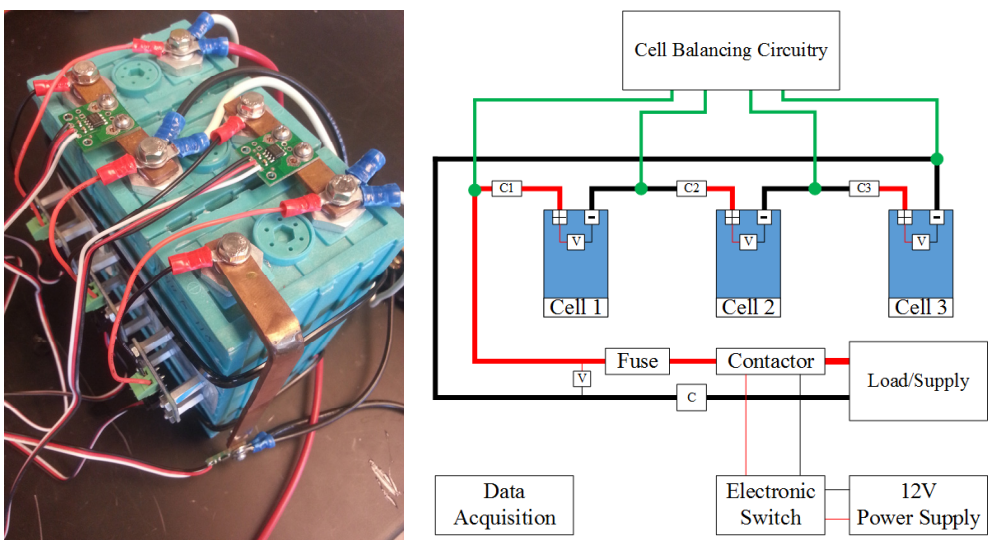 Cell Balancing Circuitry
C1
C2
C3
V
V
V
Cell 1
Cell 2
Cell 3
Fuse
Contactor
Load/Supply
V
C
Data
Acquisition
Electronic
Switch
12V
Power Supply